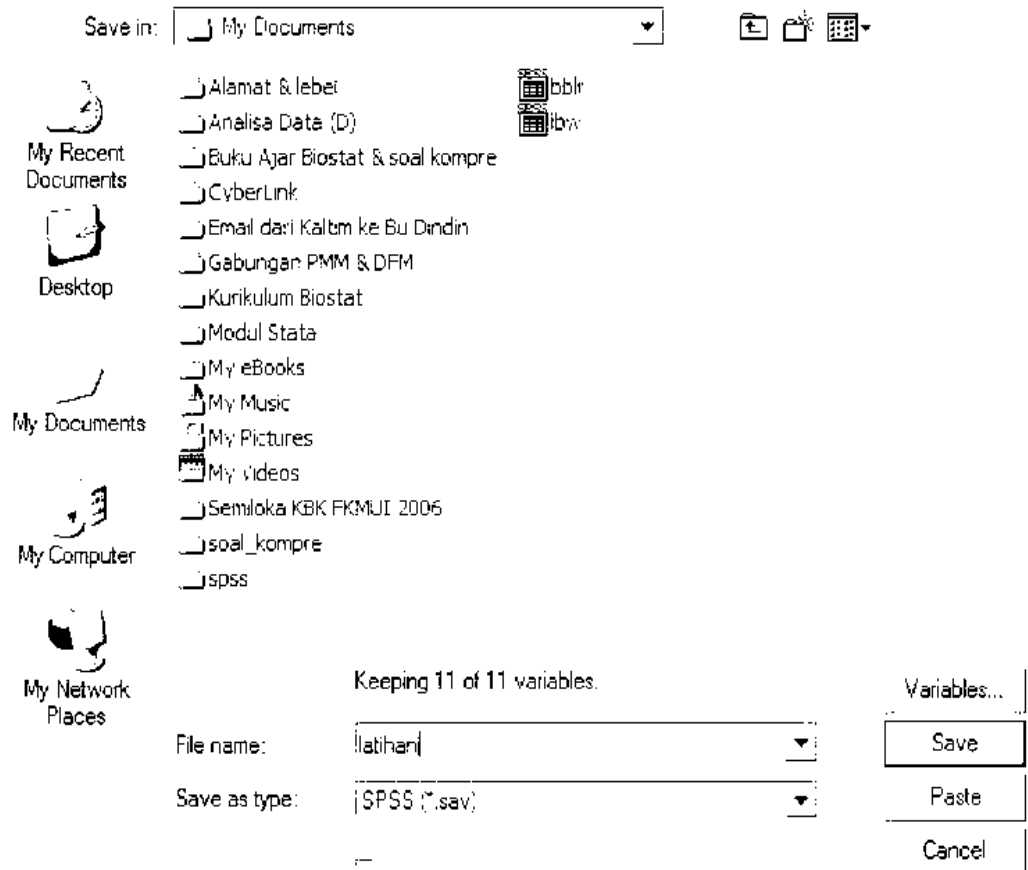 Save in: My Documents
My Recent Documents
Desktop
My Documents
My Computer
My Network Places
Alamat & lebel
Analisa Data (D)
Buku Ajar Biostat & soal kompre
CyberLink
Email dari Kaltim ke Bu Dindin
Gabungan PMM & DFM
Kurikulum Biostat
Modul Stata
My eBooks
My Music
My Pictures
My Videos
Semiloka KBK FKMUI 2006
soal_kompre
spss
bblr
lbw
Keeping 11 of 11 variables.
Variables...
File name: latihan
Save
Save as type: SPSS (*.sav)
Paste
Cancel